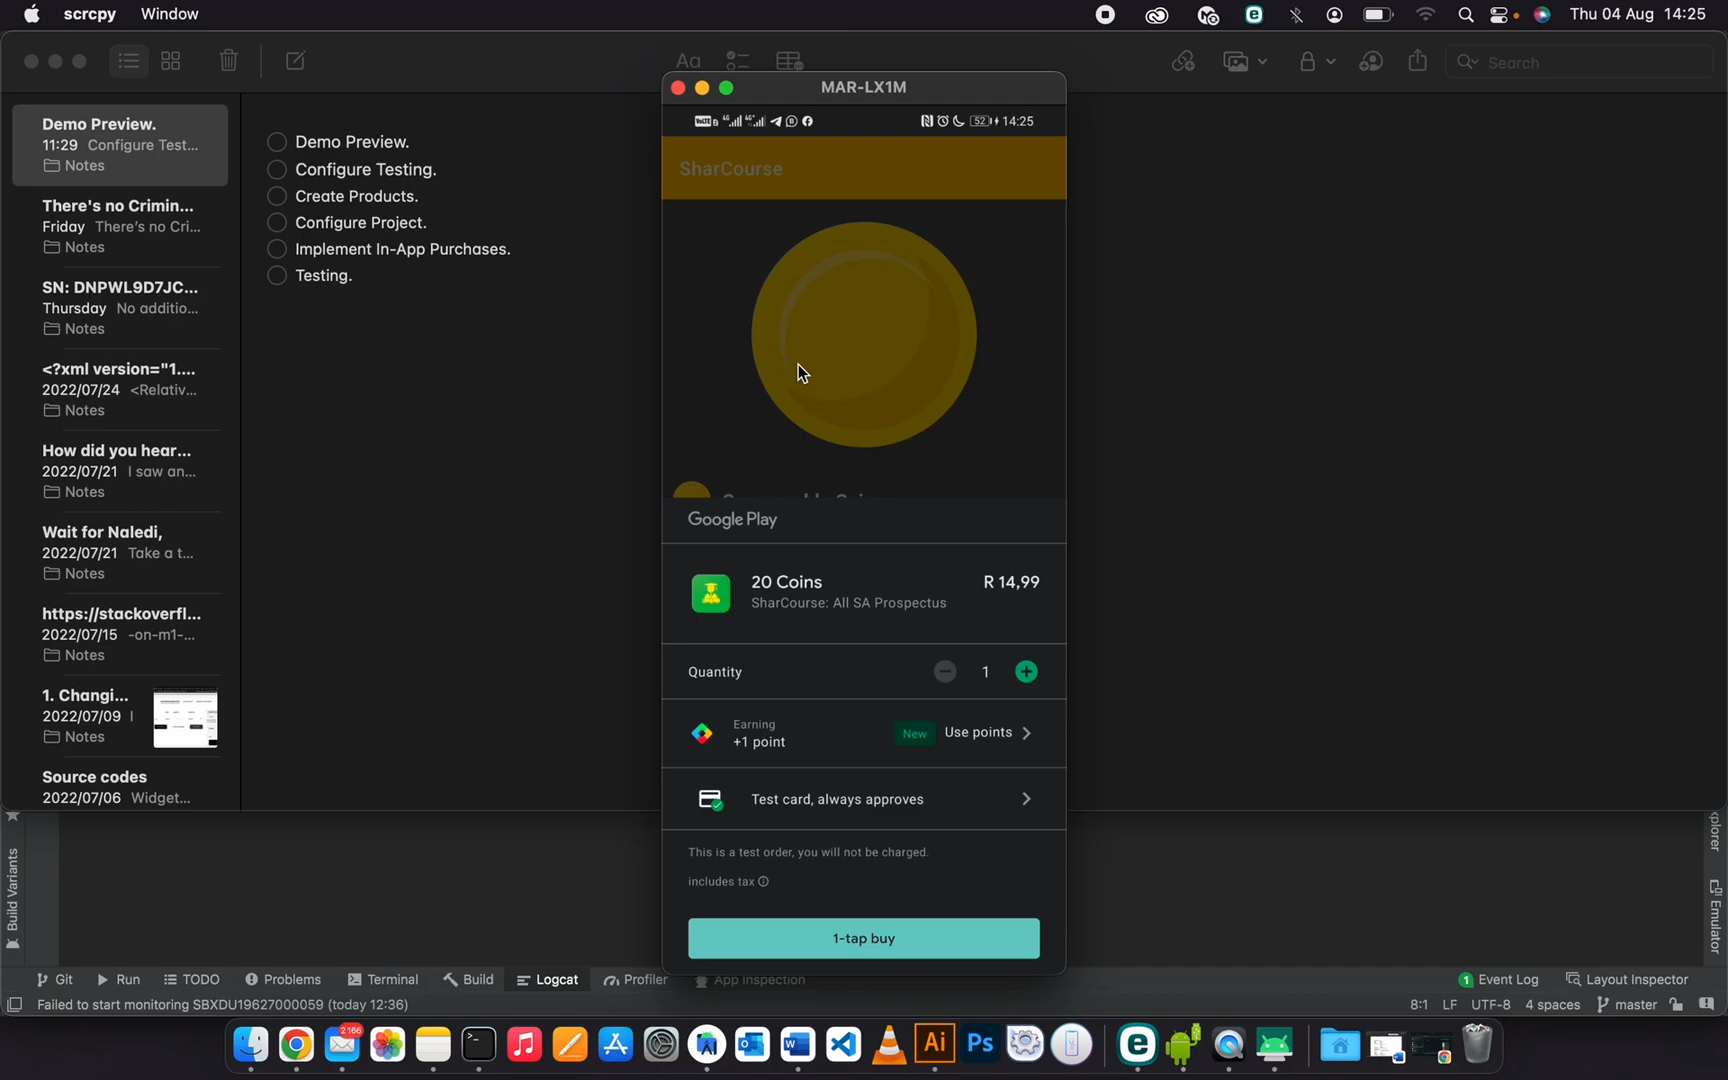 scrcpy Window
Thu 04 Aug 14:25
Aa
Search
Demo Preview.
11:29 Configure Test...
Notes
There's no Crimin...
Friday There's no Cri...
Notes
SN: DNPWL9D7JC...
Thursday No additio...
Notes
<?xml version="1....
2022/07/24 <Relativ...
Notes
How did you hear...
2022/07/21 I saw an...
Notes
Wait for Naledi,
2022/07/21 Take a t...
Notes
https://stackoverfl...
2022/07/15 -on-m1-...
Notes
1. Changi...
2022/07/09
Notes
Source codes
2022/07/06 Widget...
Demo Preview.
Configure Testing.
Create Products.
Configure Project.
Implement In-App Purchases.
Testing.
MAR-LX1M
52 14:25
SharCourse
Google Play
20 Coins R 14,99
SharCourse: All SA Prospectus
Quantity 1
Earning
+1 point
New Use points
Test card, always approves
This is a test order, you will not be charged.
includes tax
1-tap buy
Build Variants
plorer
Emulator
Git Run TODO Problems Terminal Build Logcat Profiler App Inspection
1 Event Log Layout Inspector
Failed to start monitoring SBXDU19627000059 (today 12:36)
8:1 LF UTF-8 4 spaces master
2166
Ai
Ps